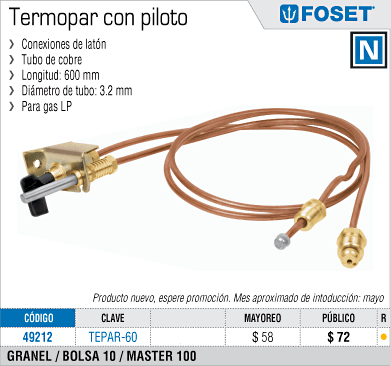 Termopar con piloto
FOSET®
N
Conexiones de latón
Tubo de cobre
Longitud: 600 mm
Diámetro de tubo: 3.2 mm
Para gas LP
Producto nuevo, espere promoción. Mes aproximado de intoducción: mayo
CÓDIGO CLAVE MAYOREO PÚBLICO R
49212 TEPAR-60 $ 58 $ 72
GRANEL / BOLSA 10 / MASTER 100